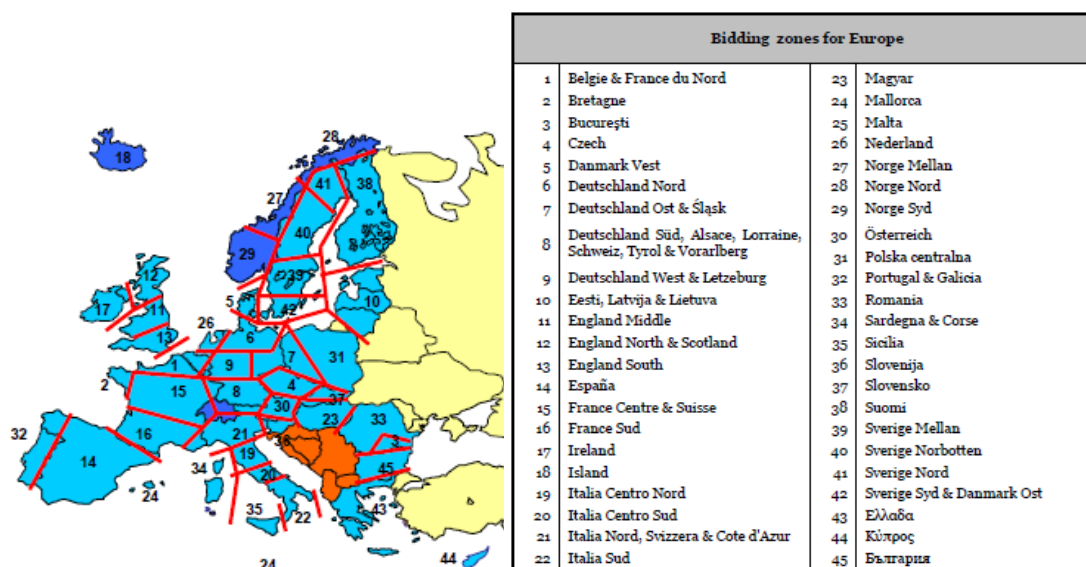 Bidding zones for Europe
1 Belgie & France du Nord
2 Bretagne
3 Bucureşti
4 Czech
5 Danmark Vest
6 Deutschland Nord
7 Deutschland Ost & Śląsk
8 Deutschland Süd, Alsace, Lorraine,
Schweiz, Tyrol & Vorarlberg
9 Deutschland West & Letzeburg
10 Eesti, Latvija & Lietuva
11 England Middle
12 England North & Scotland
13 England South
14 España
15 France Centre & Suisse
16 France Sud
17 Ireland
18 Island
19 Italia Centro Nord
20 Italia Centro Sud
21 Italia Nord, Svizzera & Cote d'Azur
22 Italia Sud
23 Magyar
24 Mallorca
25 Malta
26 Nederland
27 Norge Mellan
28 Norge Nord
29 Norge Syd
30 Österreich
31 Polska centralna
32 Portugal & Galicia
33 Romania
34 Sardegna & Corse
35 Sicilia
36 Slovenija
37 Slovensko
38 Suomi
39 Sverige Mellan
40 Sverige Norbotten
41 Sverige Nord
42 Sverige Syd & Danmark Ost
43 Ελλαδα
44 Κύπρος
45 България
28
18
41
38
27
40
29
12
39
17
11
5
42
10
26
13
6
1
9
7
31
2
15
8
4
37
30
23
33
16
21
36
3
32
14
34
19
45
20
24
35
22
43
44
24